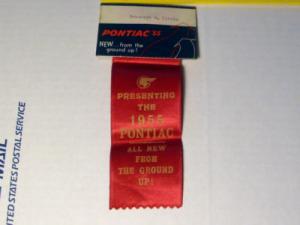 PONTIAC '55
NEW from the
ground up!
PRESENTING
THE
1955
PONTIAC
ALL NEW
FROM
THE GROUND
UP!
MAIL
UNITED STATES POSTAL SERVICE